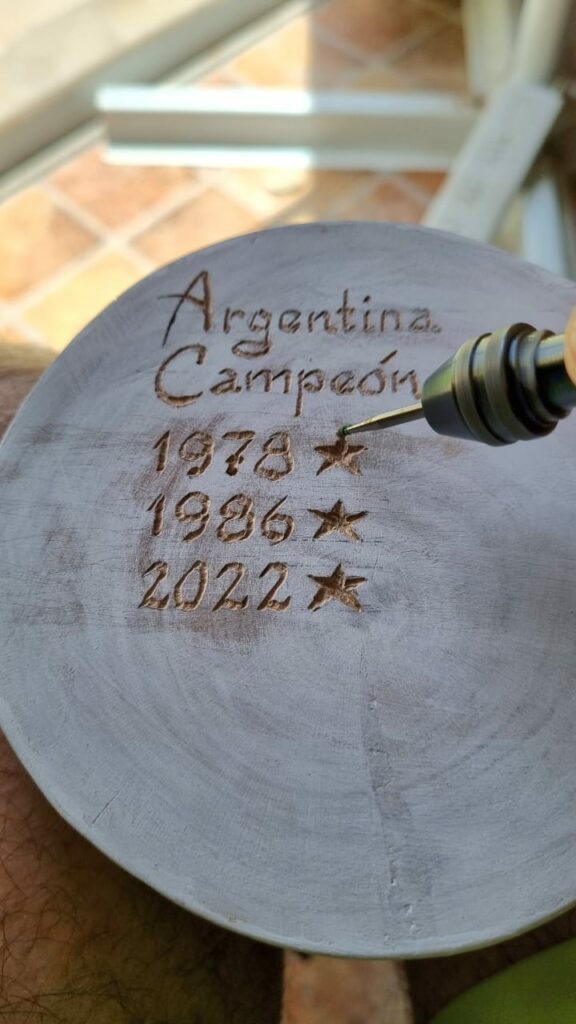 Argentina
Campeón
1978 ★
1986 ★
2022 ★